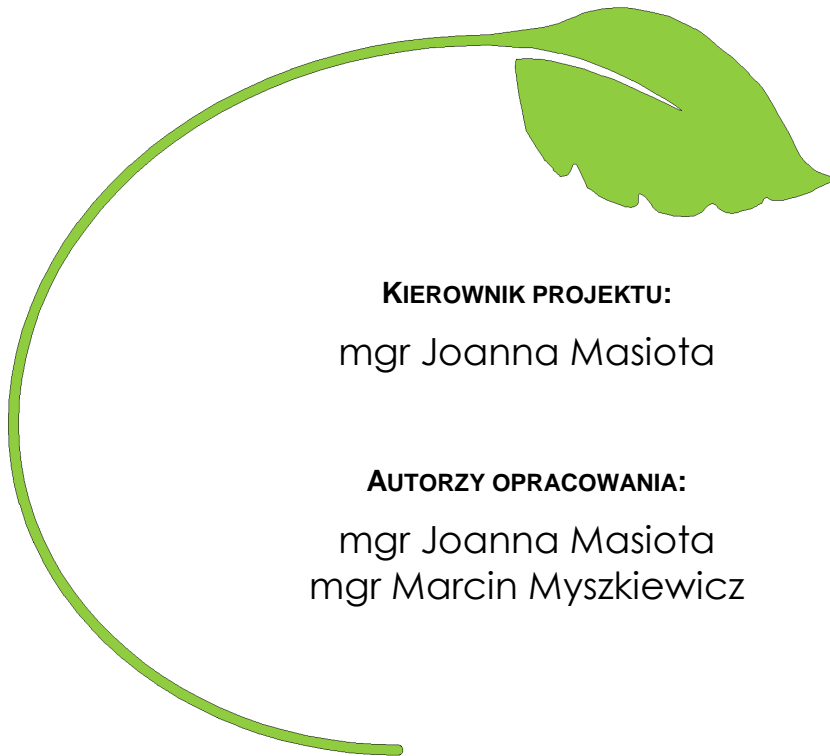 KIEROWNIK PROJEKTU:
mgr Joanna Masiota
AUTORZY OPRACOWANIA:
mgr Joanna Masiota
mgr Marcin Myszkiewicz